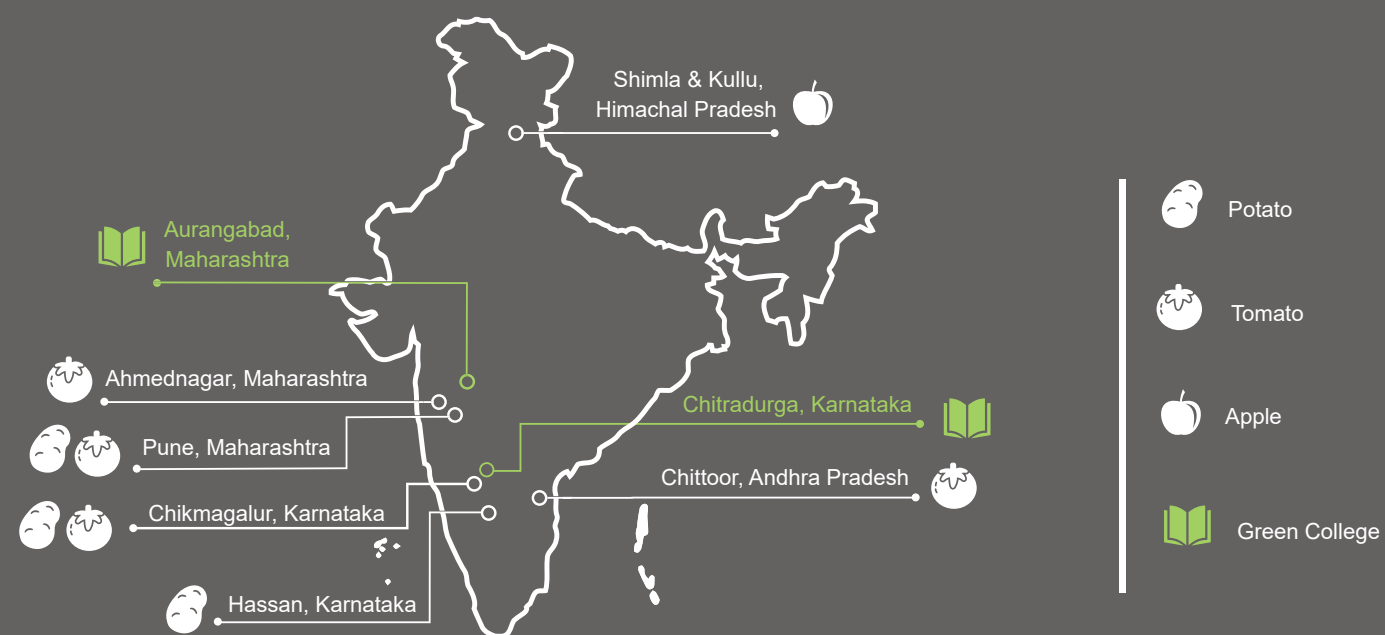 Shimla & Kullu,
Himachal Pradesh
Aurangabad,
Maharashtra
Ahmednagar, Maharashtra
Pune, Maharashtra
Chikmagalur, Karnataka
Hassan, Karnataka
Chitradurga, Karnataka
Chittoor, Andhra Pradesh
Potato
Tomato
Apple
Green College